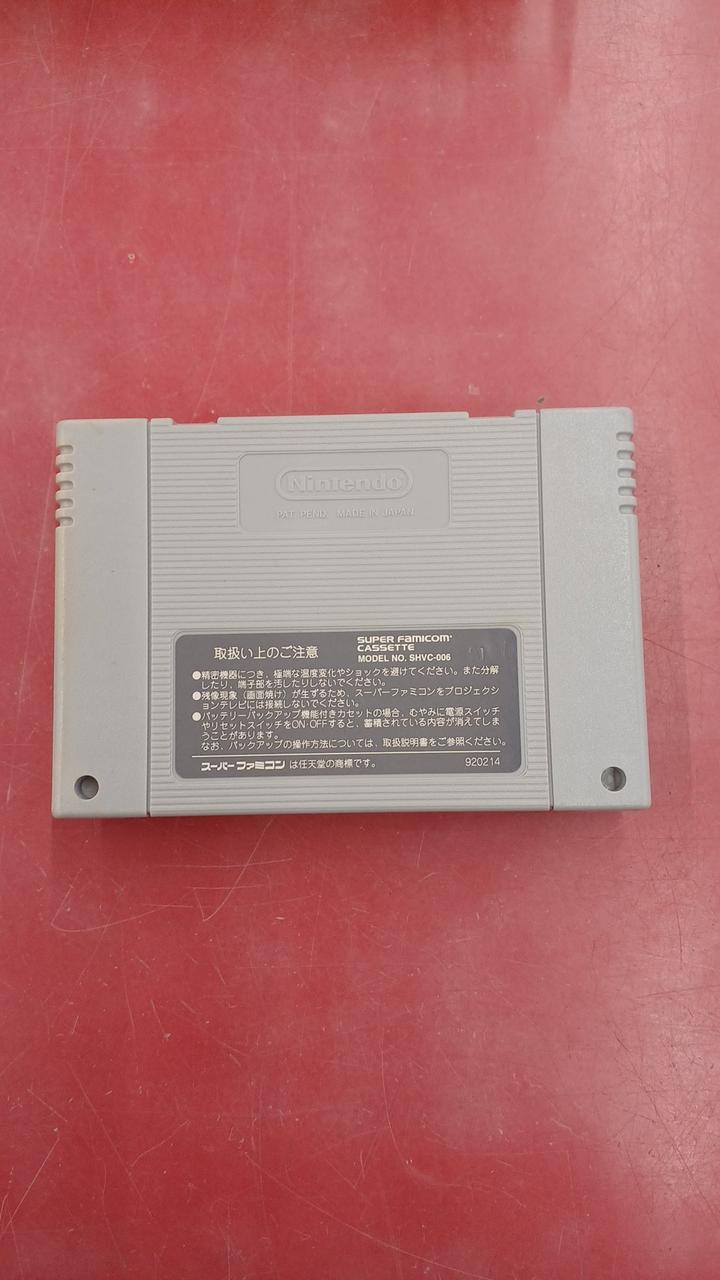 Nintendo
PAT. PEND. MADE IN JAPAN
取扱い上のご注意
SUPER FAMICOM
CASSETTE
MODEL NO. SHVC-006
●精密機器につき、極端な温度変化やショックを避けてください。また分解
したり、端子部を汚したりしないでください。
●残像現象（画面焼け）が生ずるため、スーパーファミコンをプロジェクシ
ョンテレビには接続しないでください。
●バッテリーバックアップ機能付きカセットの場合、むやみに電源スイッチ
やリセットスイッチをON・OFFすると、蓄積されている内容が消えてしま
うことがあります。
なお、バックアップの操作方法については、取扱説明書をご参照ください。
スーパーファミコンは任天堂の商標です。
920214